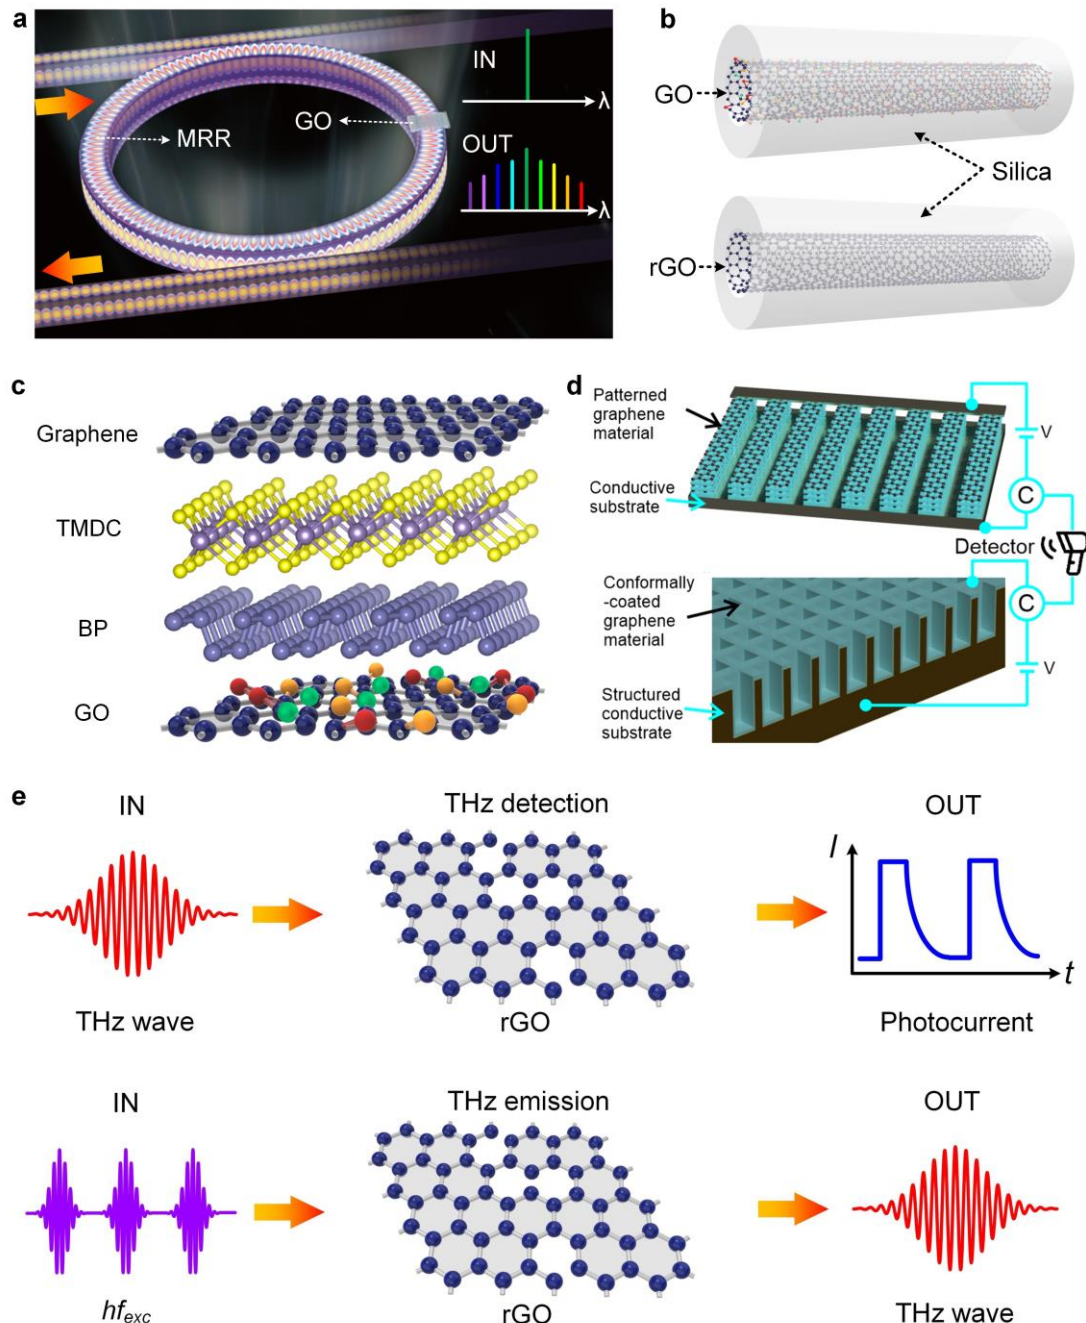 a
IN
λ
GO
MRR
OUT
λ
b
GO
Silica
rGO
c
Graphene
TMDC
BP
GO
d
Patterned
graphene
material
V
C
Conductive
substrate
Detector
Conformally
-coated
graphene
material
C
V
Structured
conductive
substrate
e
IN
THz detection
OUT
I
t
THz wave
rGO
Photocurrent
IN
THz emission
OUT
hfexc
rGO
THz wave